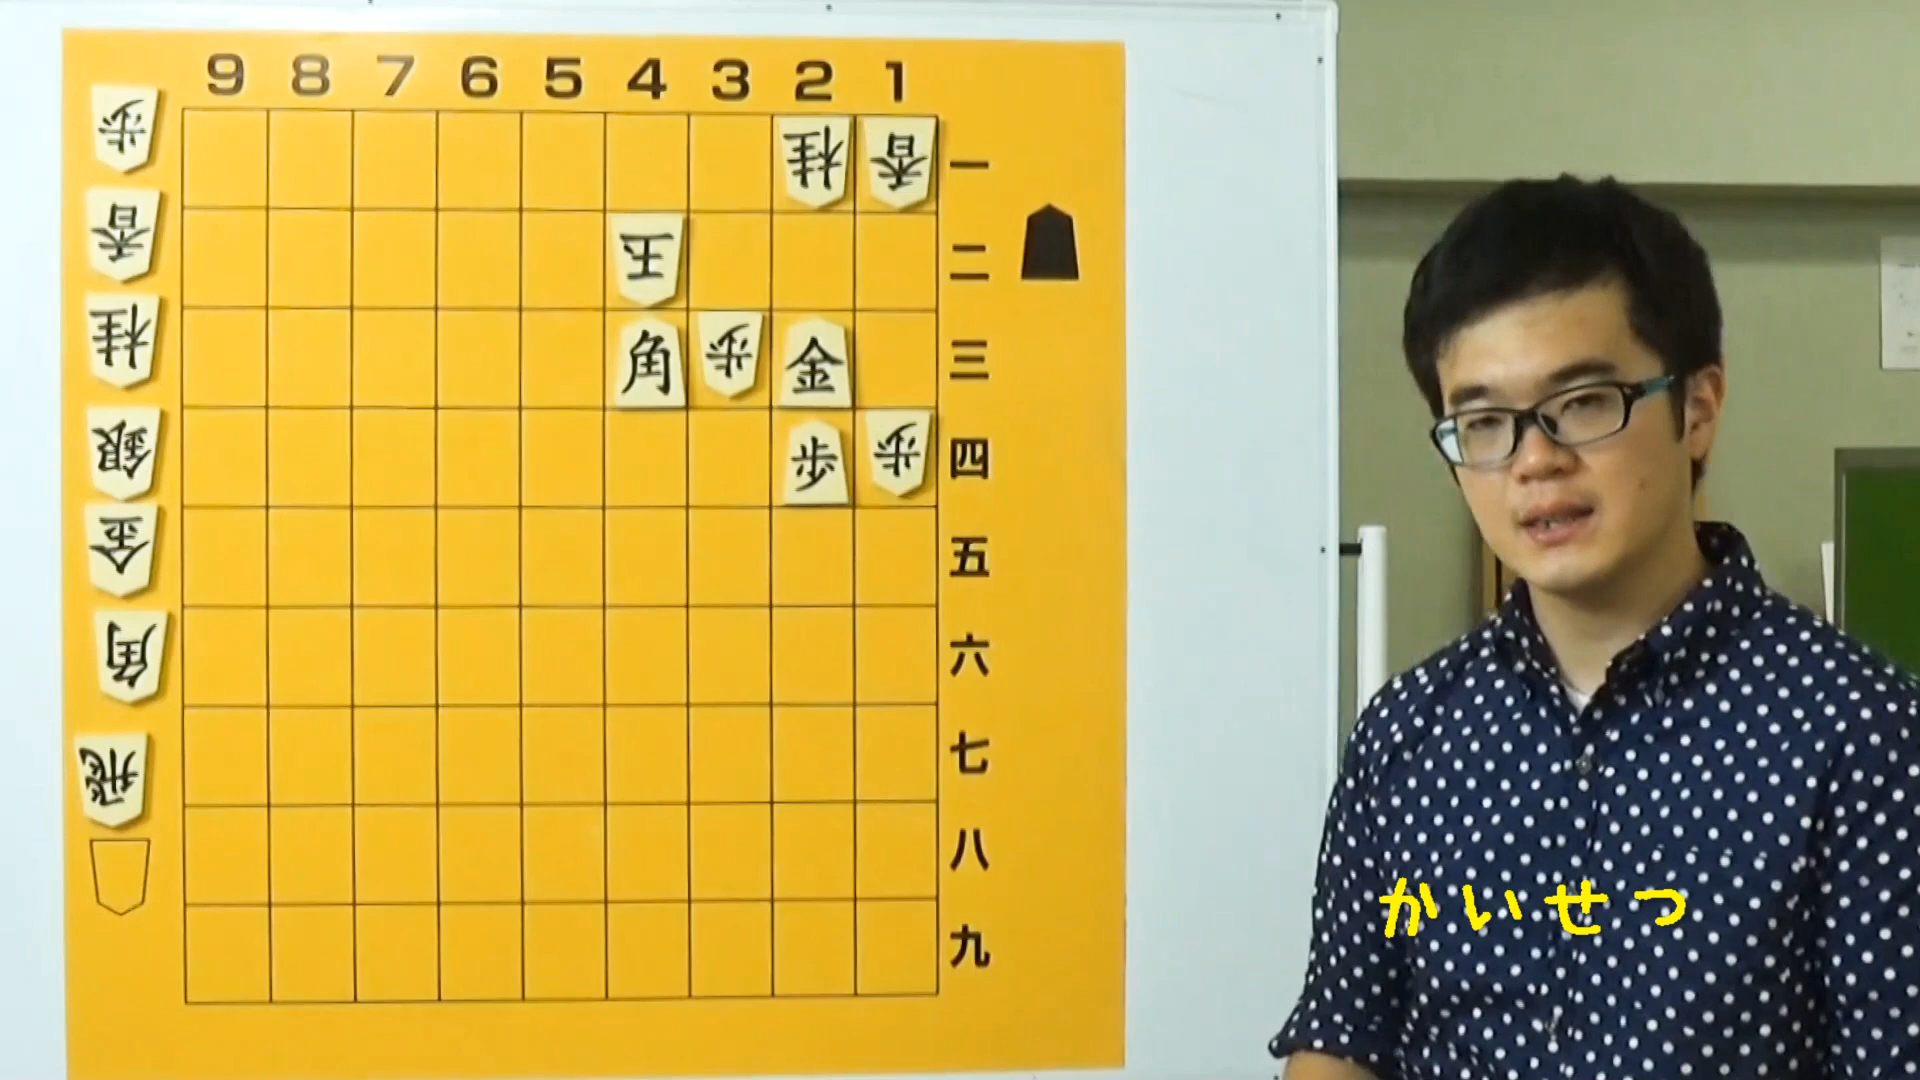 9 8 7 6 5 4 3 2 1
歩
香
桂
銀
金
角
飛
桂 香 一
玉 二
角 歩 金 三
歩 歩 四
五
六
七
八
九
かいせつ